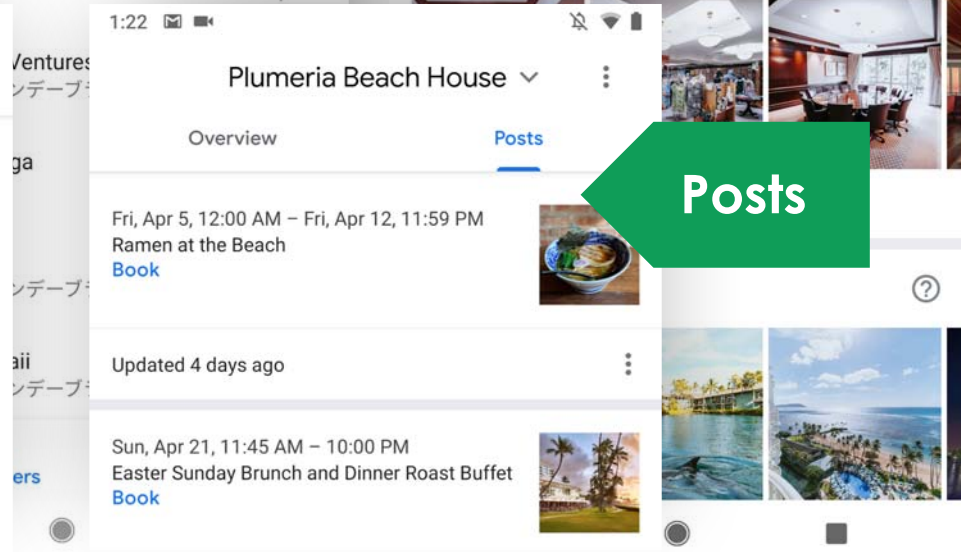 1:22
Plumeria Beach House
Overview
Posts
Fri, Apr 5, 12:00 AM – Fri, Apr 12, 11:59 PM
Ramen at the Beach
Book
Updated 4 days ago
Sun, Apr 21, 11:45 AM – 10:00 PM
Easter Sunday Brunch and Dinner Roast Buffet
Book
Posts
Ventures
ンデーブ
ga
ンデーブ
aii
ンデーブ
ers